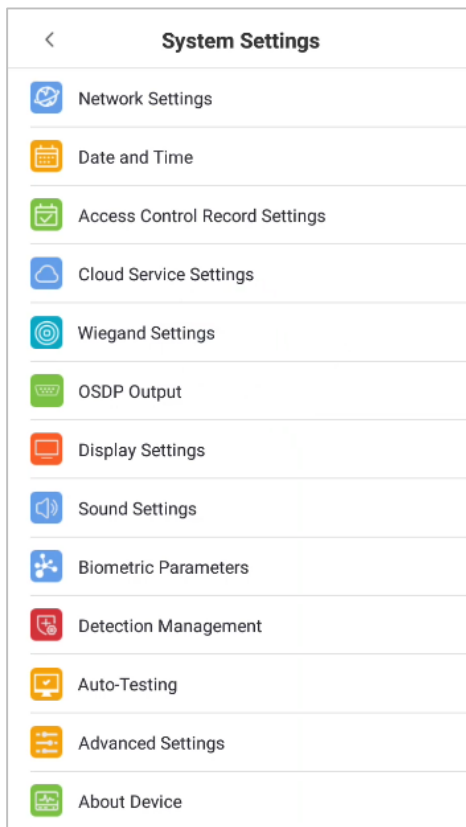 System Settings
Network Settings
Date and Time
Access Control Record Settings
Cloud Service Settings
Wiegand Settings
OSDP Output
Display Settings
Sound Settings
Biometric Parameters
Detection Management
Auto-Testing
Advanced Settings
About Device